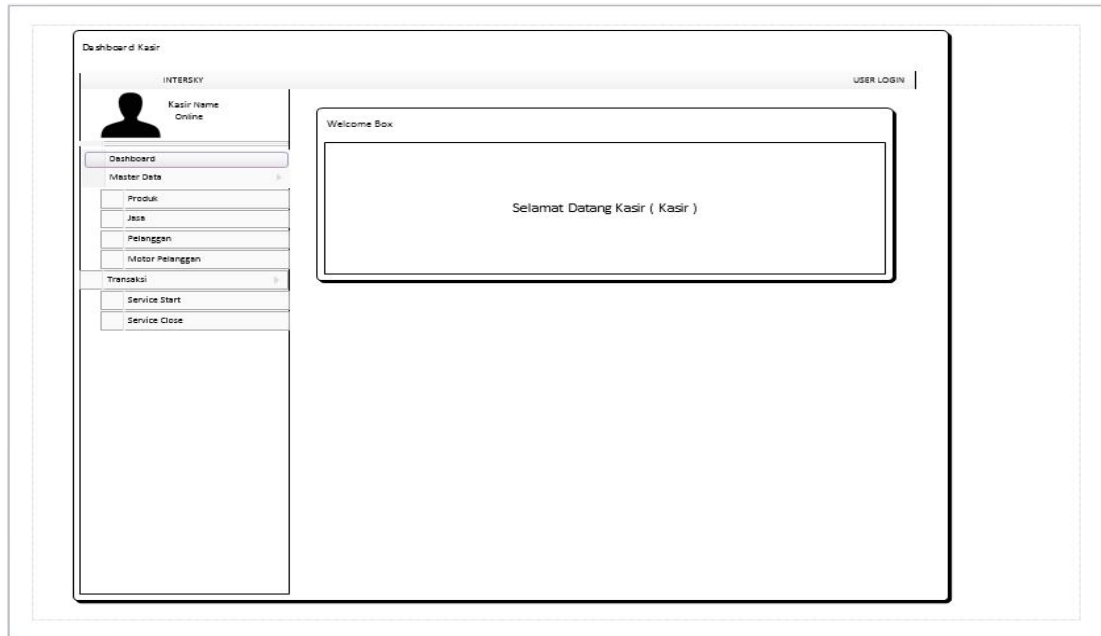 Dashboard Kasir
INTERSKY
USER LOGIN
Kasir Name
Online
Welcome Box
Dashboard
Master Data
Produk
Jasa
Selamat Datang Kasir ( Kasir )
Pelanggan
Motor Pelanggan
Transaksi
Service Start
Service Close